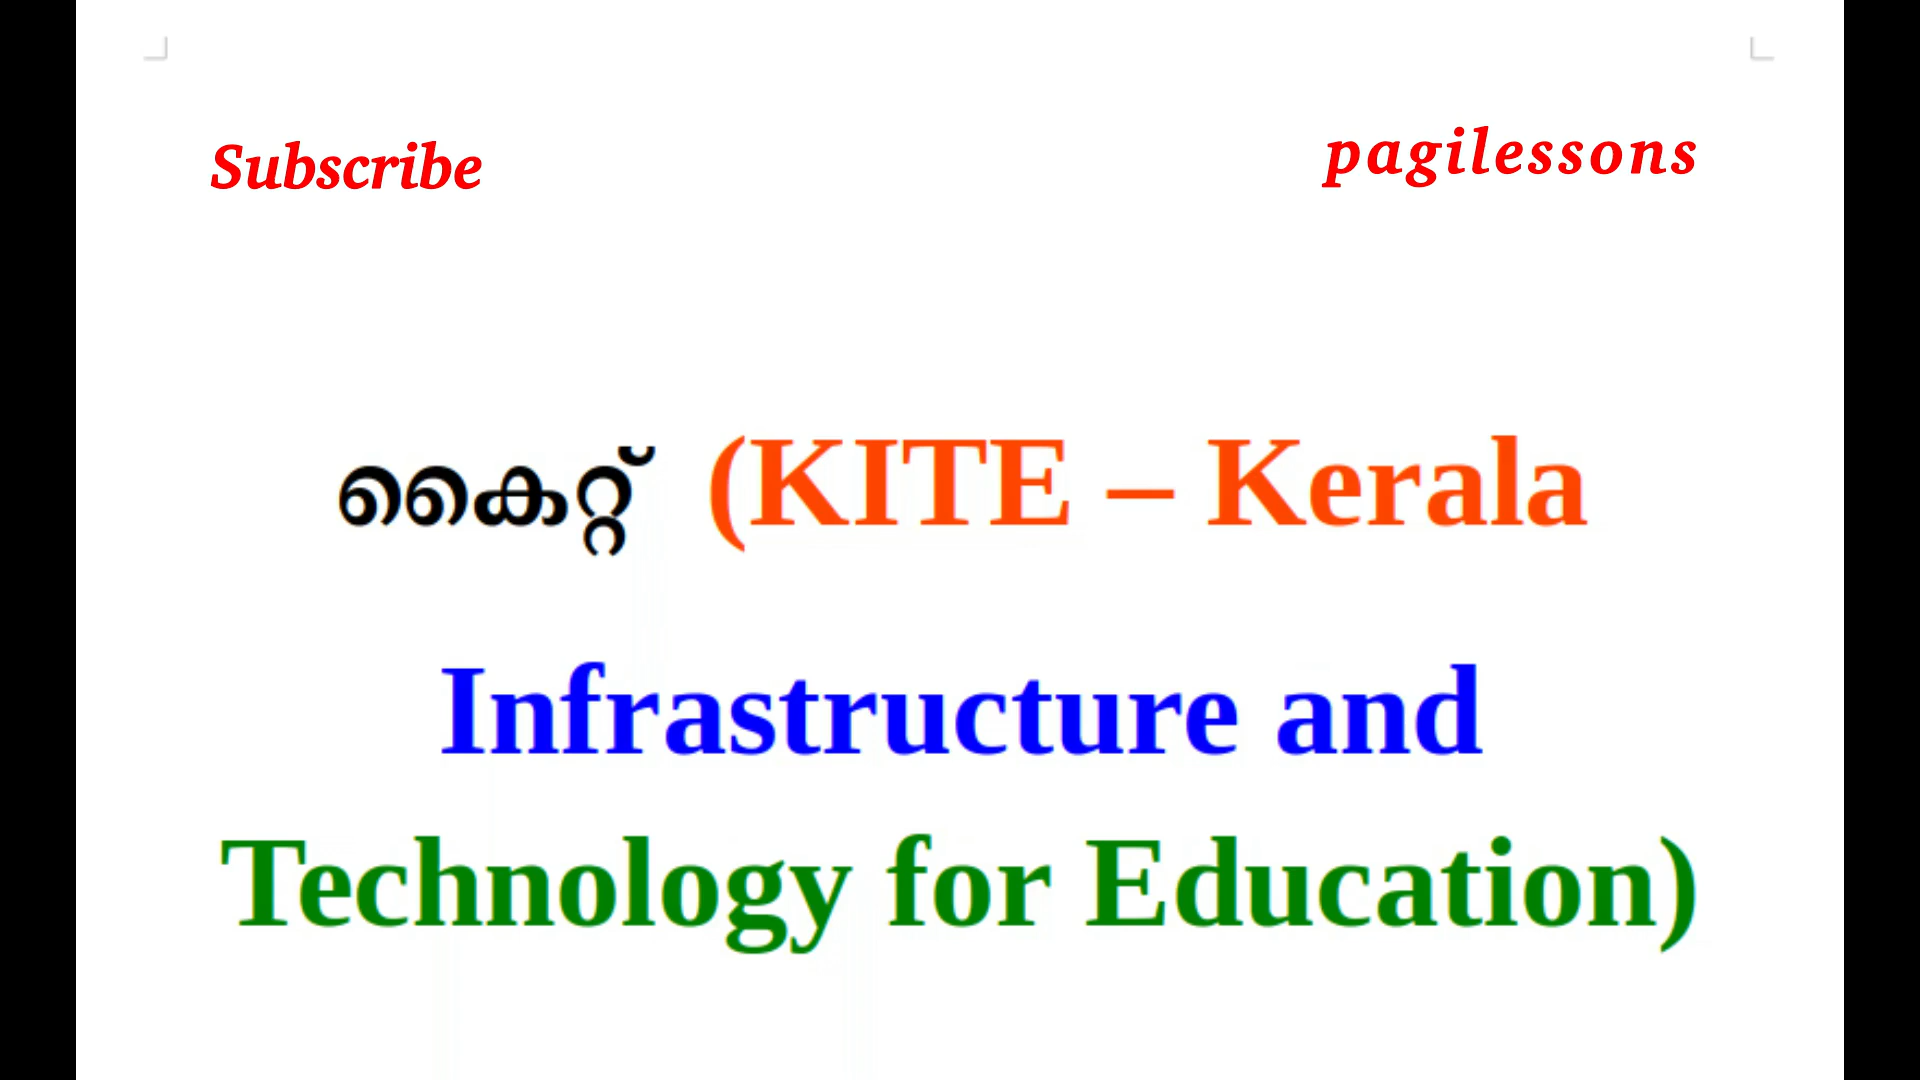 Subscribe
pagilessons
കൈറ്റ് (KITE – Kerala
Infrastructure and
Technology for Education)